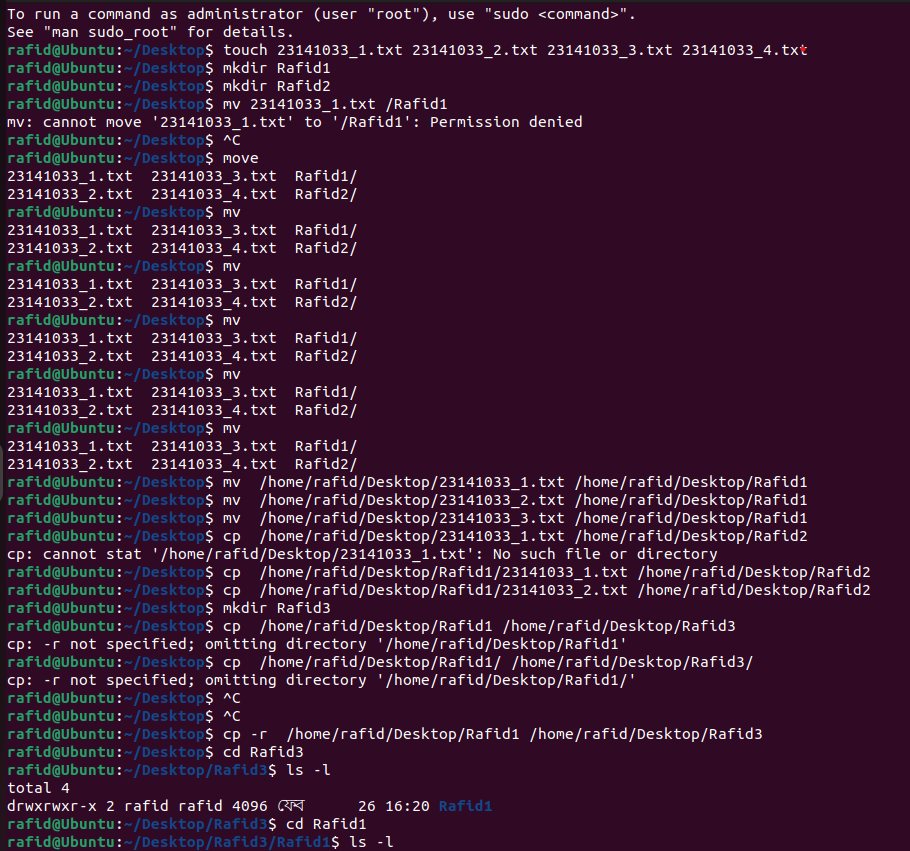 To run a command as administrator (user "root"), use "sudo <command>".
See "man sudo_root" for details.
rafid@Ubuntu:~/Desktop$ touch 23141033_1.txt 23141033_2.txt 23141033_3.txt 23141033_4.txt
rafid@Ubuntu:~/Desktop$ mkdir Rafid1
rafid@Ubuntu:~/Desktop$ mkdir Rafid2
rafid@Ubuntu:~/Desktop$ mv 23141033_1.txt /Rafid1
mv: cannot move '23141033_1.txt' to '/Rafid1': Permission denied
rafid@Ubuntu:~/Desktop$ ^C
rafid@Ubuntu:~/Desktop$ move
23141033_1.txt  23141033_3.txt  Rafid1/
23141033_2.txt  23141033_4.txt  Rafid2/
rafid@Ubuntu:~/Desktop$ mv
23141033_1.txt  23141033_3.txt  Rafid1/
23141033_2.txt  23141033_4.txt  Rafid2/
rafid@Ubuntu:~/Desktop$ mv
23141033_1.txt  23141033_3.txt  Rafid1/
23141033_2.txt  23141033_4.txt  Rafid2/
rafid@Ubuntu:~/Desktop$ mv
23141033_1.txt  23141033_3.txt  Rafid1/
23141033_2.txt  23141033_4.txt  Rafid2/
rafid@Ubuntu:~/Desktop$ mv
23141033_1.txt  23141033_3.txt  Rafid1/
23141033_2.txt  23141033_4.txt  Rafid2/
rafid@Ubuntu:~/Desktop$ mv
23141033_1.txt  23141033_3.txt  Rafid1/
23141033_2.txt  23141033_4.txt  Rafid2/
rafid@Ubuntu:~/Desktop$ mv  /home/rafid/Desktop/23141033_1.txt /home/rafid/Desktop/Rafid1
rafid@Ubuntu:~/Desktop$ mv  /home/rafid/Desktop/23141033_2.txt /home/rafid/Desktop/Rafid1
rafid@Ubuntu:~/Desktop$ mv  /home/rafid/Desktop/23141033_3.txt /home/rafid/Desktop/Rafid1
rafid@Ubuntu:~/Desktop$ cp  /home/rafid/Desktop/23141033_1.txt /home/rafid/Desktop/Rafid2
cp: cannot stat '/home/rafid/Desktop/23141033_1.txt': No such file or directory
rafid@Ubuntu:~/Desktop$ cp  /home/rafid/Desktop/Rafid1/23141033_1.txt /home/rafid/Desktop/Rafid2
rafid@Ubuntu:~/Desktop$ cp  /home/rafid/Desktop/Rafid1/23141033_2.txt /home/rafid/Desktop/Rafid2
rafid@Ubuntu:~/Desktop$ mkdir Rafid3
rafid@Ubuntu:~/Desktop$ cp  /home/rafid/Desktop/Rafid1 /home/rafid/Desktop/Rafid3
cp: -r not specified; omitting directory '/home/rafid/Desktop/Rafid1'
rafid@Ubuntu:~/Desktop$ cp  /home/rafid/Desktop/Rafid1/ /home/rafid/Desktop/Rafid3/
cp: -r not specified; omitting directory '/home/rafid/Desktop/Rafid1/'
rafid@Ubuntu:~/Desktop$ ^C
rafid@Ubuntu:~/Desktop$ ^C
rafid@Ubuntu:~/Desktop$ cp -r  /home/rafid/Desktop/Rafid1 /home/rafid/Desktop/Rafid3
rafid@Ubuntu:~/Desktop$ cd Rafid3
rafid@Ubuntu:~/Desktop/Rafid3$ ls -l
total 4
drwxrwxr-x 2 rafid rafid 4096 ফেব      26 16:20 Rafid1
rafid@Ubuntu:~/Desktop/Rafid3$ cd Rafid1
rafid@Ubuntu:~/Desktop/Rafid3/Rafid1$ ls -l